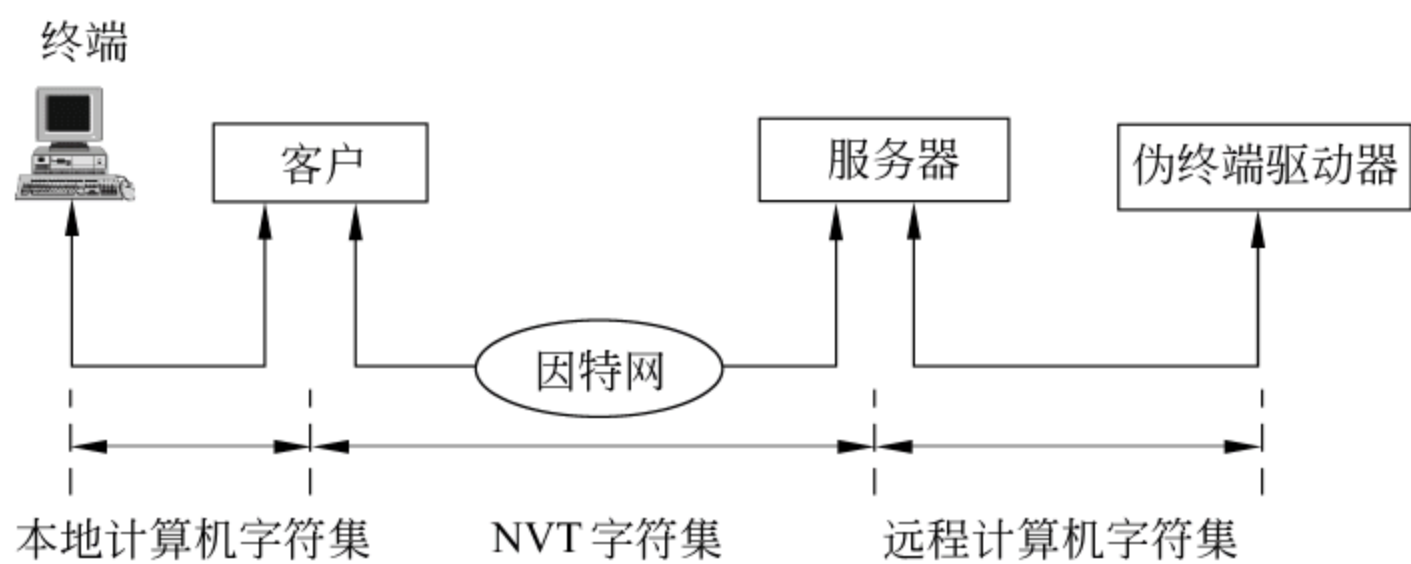 终端
客户
服务器
伪终端驱动器
因特网
本地计算机字符集
NVT 字符集
远程计算机字符集